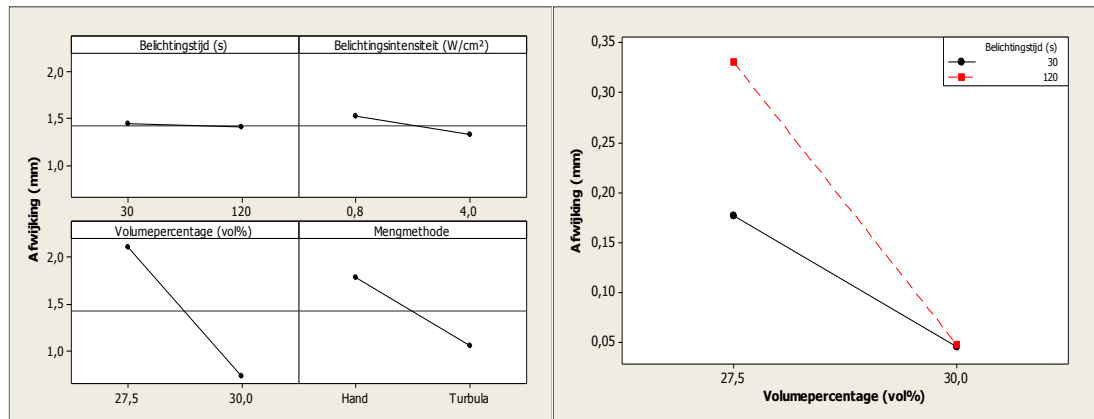 Belichtingstijd (s) Belichtingsintensiteit (W/cm²)
2,0
1,5
1,0
30 120 0,8 4,0
Volumepercentage (vol%) Mengmethode
2,0
1,5
1,0
27,5 30,0 Hand Turbula
Afwijking (mm)
0,35
0,30
0,25
0,20
0,15
0,10
0,05
Afwijking (mm)
Belichtingstijd (s)
30
120
27,5 30,0
Volumepercentage (vol%)